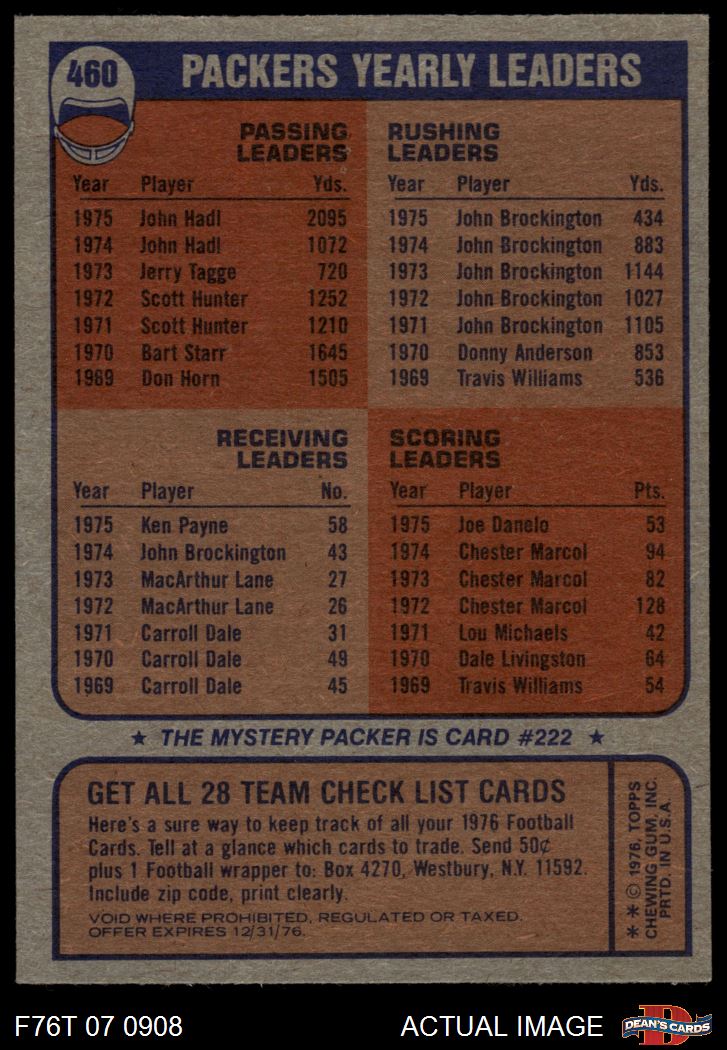 460
PACKERS YEARLY LEADERS
PASSING
LEADERS
Year Player Yds.
1975 John Hadl 2095
1974 John Hadl 1072
1973 Jerry Tagge 720
1972 Scott Hunter 1252
1971 Scott Hunter 1210
1970 Bart Starr 1645
1969 Don Horn 1505
RUSHING
LEADERS
Year Player Yds.
1975 John Brockington 434
1974 John Brockington 883
1973 John Brockington 1144
1972 John Brockington 1027
1971 John Brockington 1105
1970 Donny Anderson 853
1969 Travis Williams 536
RECEIVING
LEADERS
Year Player No.
1975 Ken Payne 58
1974 John Brockington 43
1973 MacArthur Lane 27
1972 MacArthur Lane 26
1971 Carroll Dale 31
1970 Carroll Dale 49
1969 Carroll Dale 45
SCORING
LEADERS
Year Player Pts.
1975 Joe Danelo 53
1974 Chester Marcol 94
1973 Chester Marcol 82
1972 Chester Marcol 128
1971 Lou Michaels 42
1970 Dale Livingston 64
1969 Travis Williams 54
★ THE MYSTERY PACKER IS CARD #222 ★
GET ALL 28 TEAM CHECK LIST CARDS
Here's a sure way to keep track of all your 1976 Football
Cards. Tell at a glance which cards to trade. Send 50¢
plus 1 Football wrapper to: Box 4270, Westbury, N.Y. 11592.
Include zip code, print clearly.
VOID WHERE PROHIBITED, REGULATED OR TAXED.
OFFER EXPIRES 12/31/76.
* * © 1976, TOPPS
CHEWING GUM, INC.
PRTD. IN U.S.A.
F76T 07 0908
ACTUAL IMAGE
D
DEAN'S CARDS